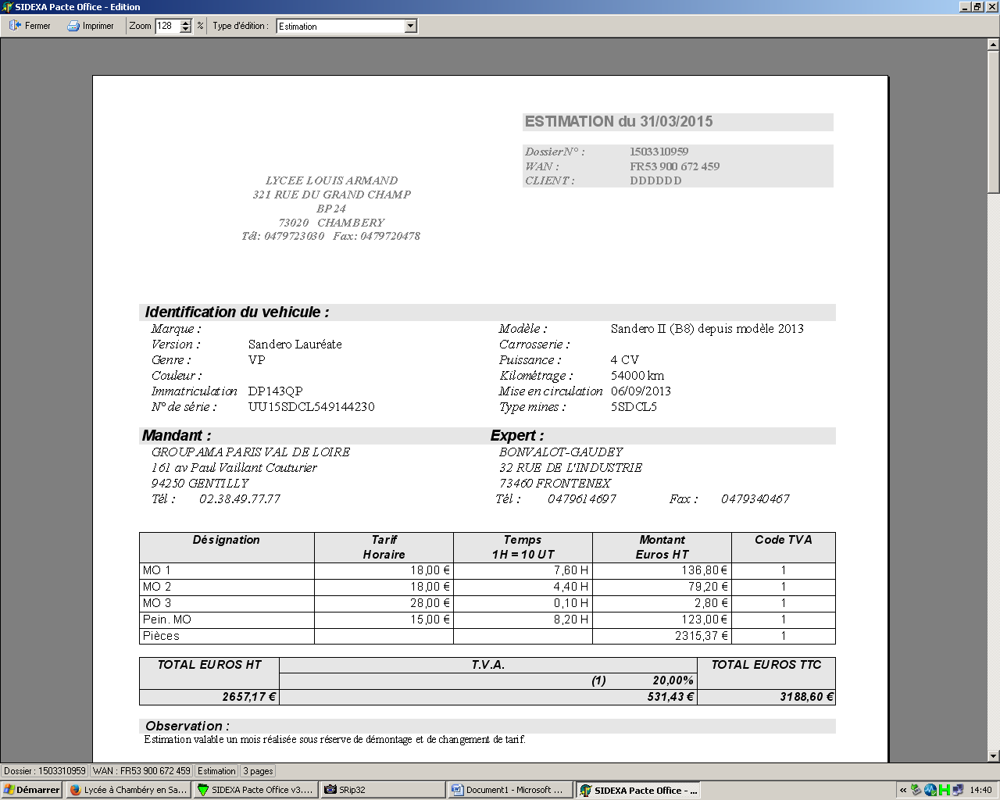 SIDEXA Pacte Office - Edition
Fermer Imprimer Zoom 128 % Type d'édition : Estimation
ESTIMATION du 31/03/2015
Dossier N° : 1503310959
WAN : FR53 900 672 459
CLIENT : DDDDDD
LYCEE LOUIS ARMAND
321 RUE DU GRAND CHAMP
BP 24
73020 CHAMBERY
Tél: 0479723030 Fax: 0479720478
Identification du vehicule :
Marque : Modèle : Sandero II (B8) depuis modèle 2013
Version : Sandero Lauréate Carrosserie :
Genre : VP Puissance : 4 CV
Couleur : Kilométrage : 54000 km
Immatriculation DP143QP Mise en circulation 06/09/2013
N° de série : UU15SDCL549144230 Type mines : 5SDCL5
Mandant : Expert :
GROUPAMA PARIS VAL DE LOIRE BONVALOT-GAUDEY
161 av Paul Vaillant Couturier 32 RUE DE L'INDUSTRIE
94250 GENTILLY 73460 FRONTENEX
Tél : 02.38.49.77.77 Tél : 0479614697 Fax : 0479340467
Désignation Tarif Temps Montant Code TVA
Horaire 1H = 10 UT Euros HT
MO 1 18,00 € 7,60 H 136,80 € 1
MO 2 18,00 € 4,40 H 79,20 € 1
MO 3 28,00 € 0,10 H 2,80 € 1
Pein. MO 15,00 € 8,20 H 123,00 € 1
Pièces 2315,37 € 1
TOTAL EUROS HT T.V.A. TOTAL EUROS TTC
(1) 20,00%
2657,17 € 531,43 € 3188,60 €
Observation :
Estimation valable un mois réalisée sous réserve de démontage et de changement de tarif.
Dossier : 1503310959 WAN : FR53 900 672 459 Estimation 3 pages
Démarrer Lycée à Chambéry en Sa... SIDEXA Pacte Office v3.... SRip32 Document1 - Microsoft ... SIDEXA Pacte Office - ... « 14:40